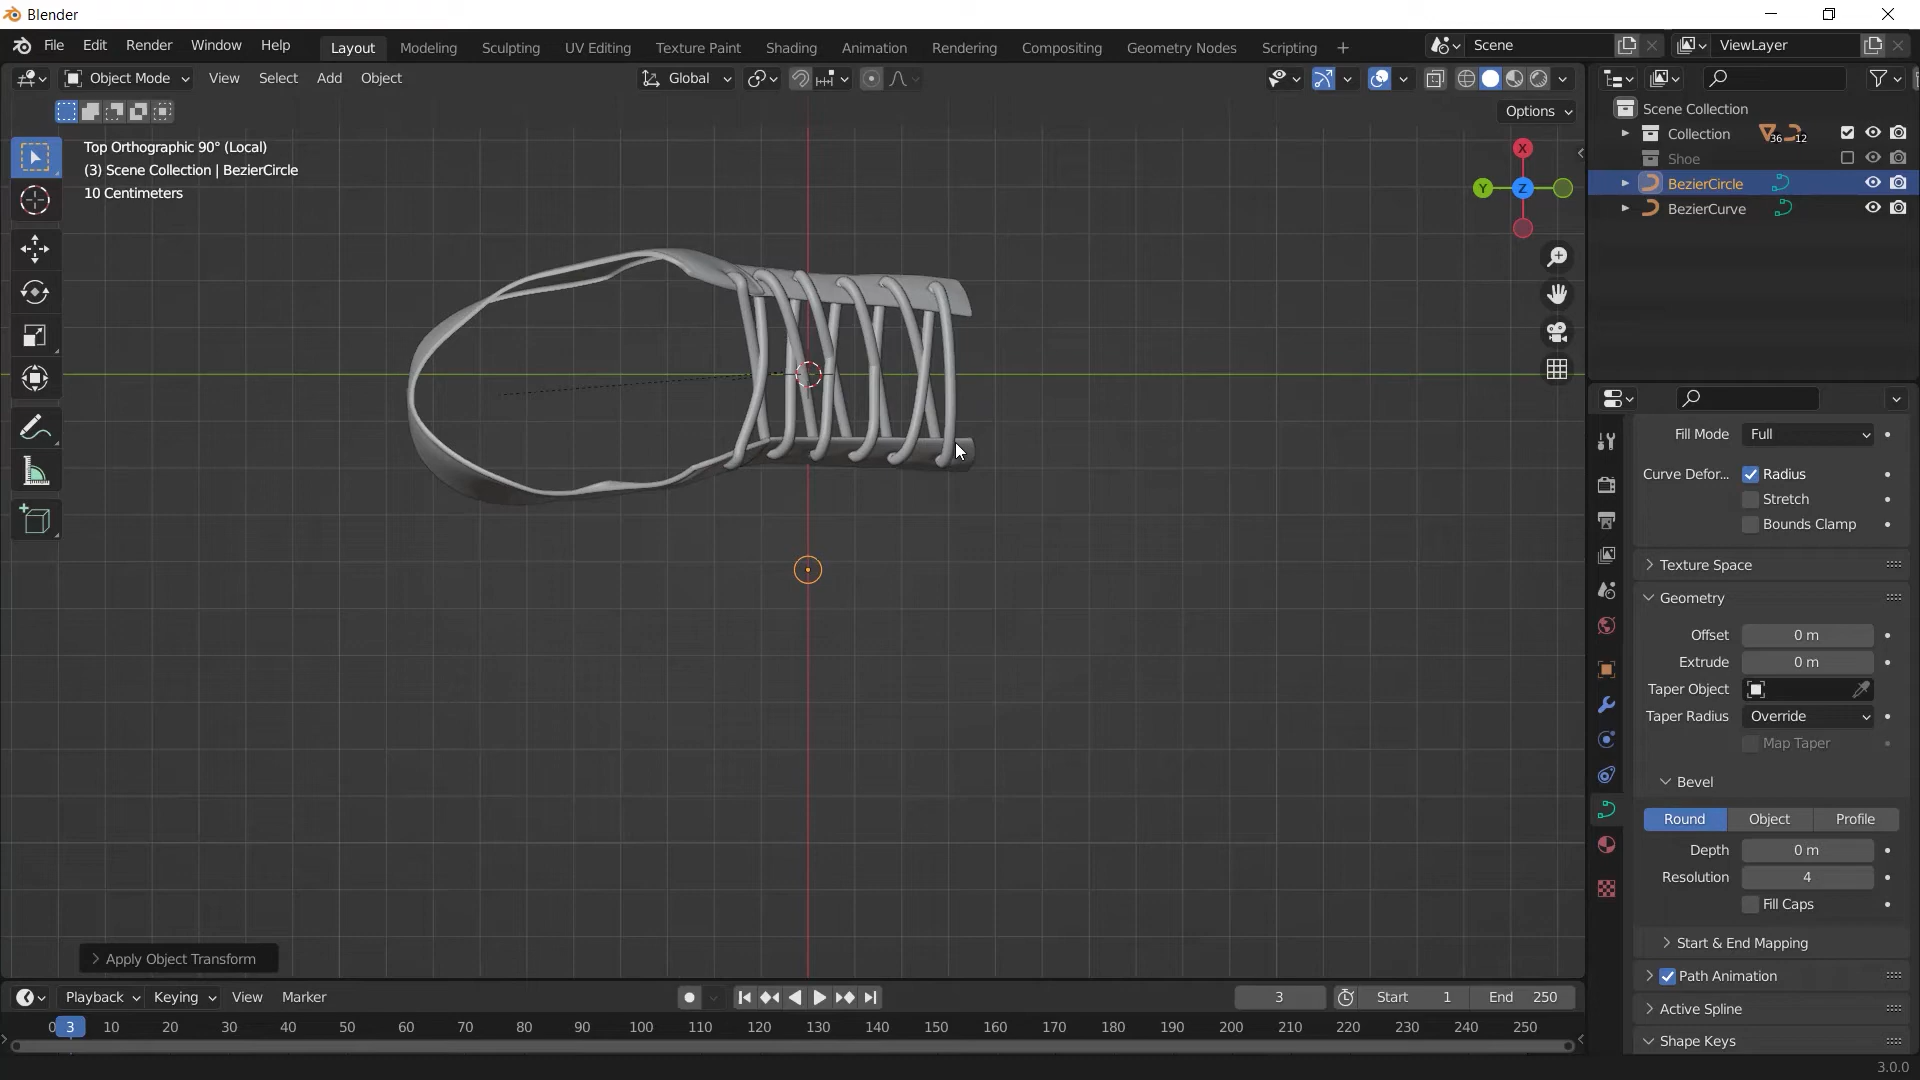 Blender
File Edit Render Window Help
Layout Modeling Sculpting UV Editing Texture Paint Shading Animation Rendering Compositing Geometry Nodes Scripting +
Scene
ViewLayer
Object Mode View Select Add Object
Global
Options
Top Orthographic 90° (Local)
(3) Scene Collection | BezierCircle
10 Centimeters
X
Y
Z
Scene Collection
Collection 36 12
Shoe
BezierCircle
BezierCurve
Fill Mode Full
Curve Defor... Radius
Stretch
Bounds Clamp
Texture Space
Geometry
Offset 0 m
Extrude 0 m
Taper Object
Taper Radius Override
Map Taper
Bevel
Round Object Profile
Depth 0 m
Resolution 4
Fill Caps
Start & End Mapping
Path Animation
Active Spline
Shape Keys
Apply Object Transform
Playback Keying View Marker
3 Start 1 End 250
0 3 10 20 30 40 50 60 70 80 90 100 110 120 130 140 150 160 170 180 190 200 210 220 230 240 250
3.0.0